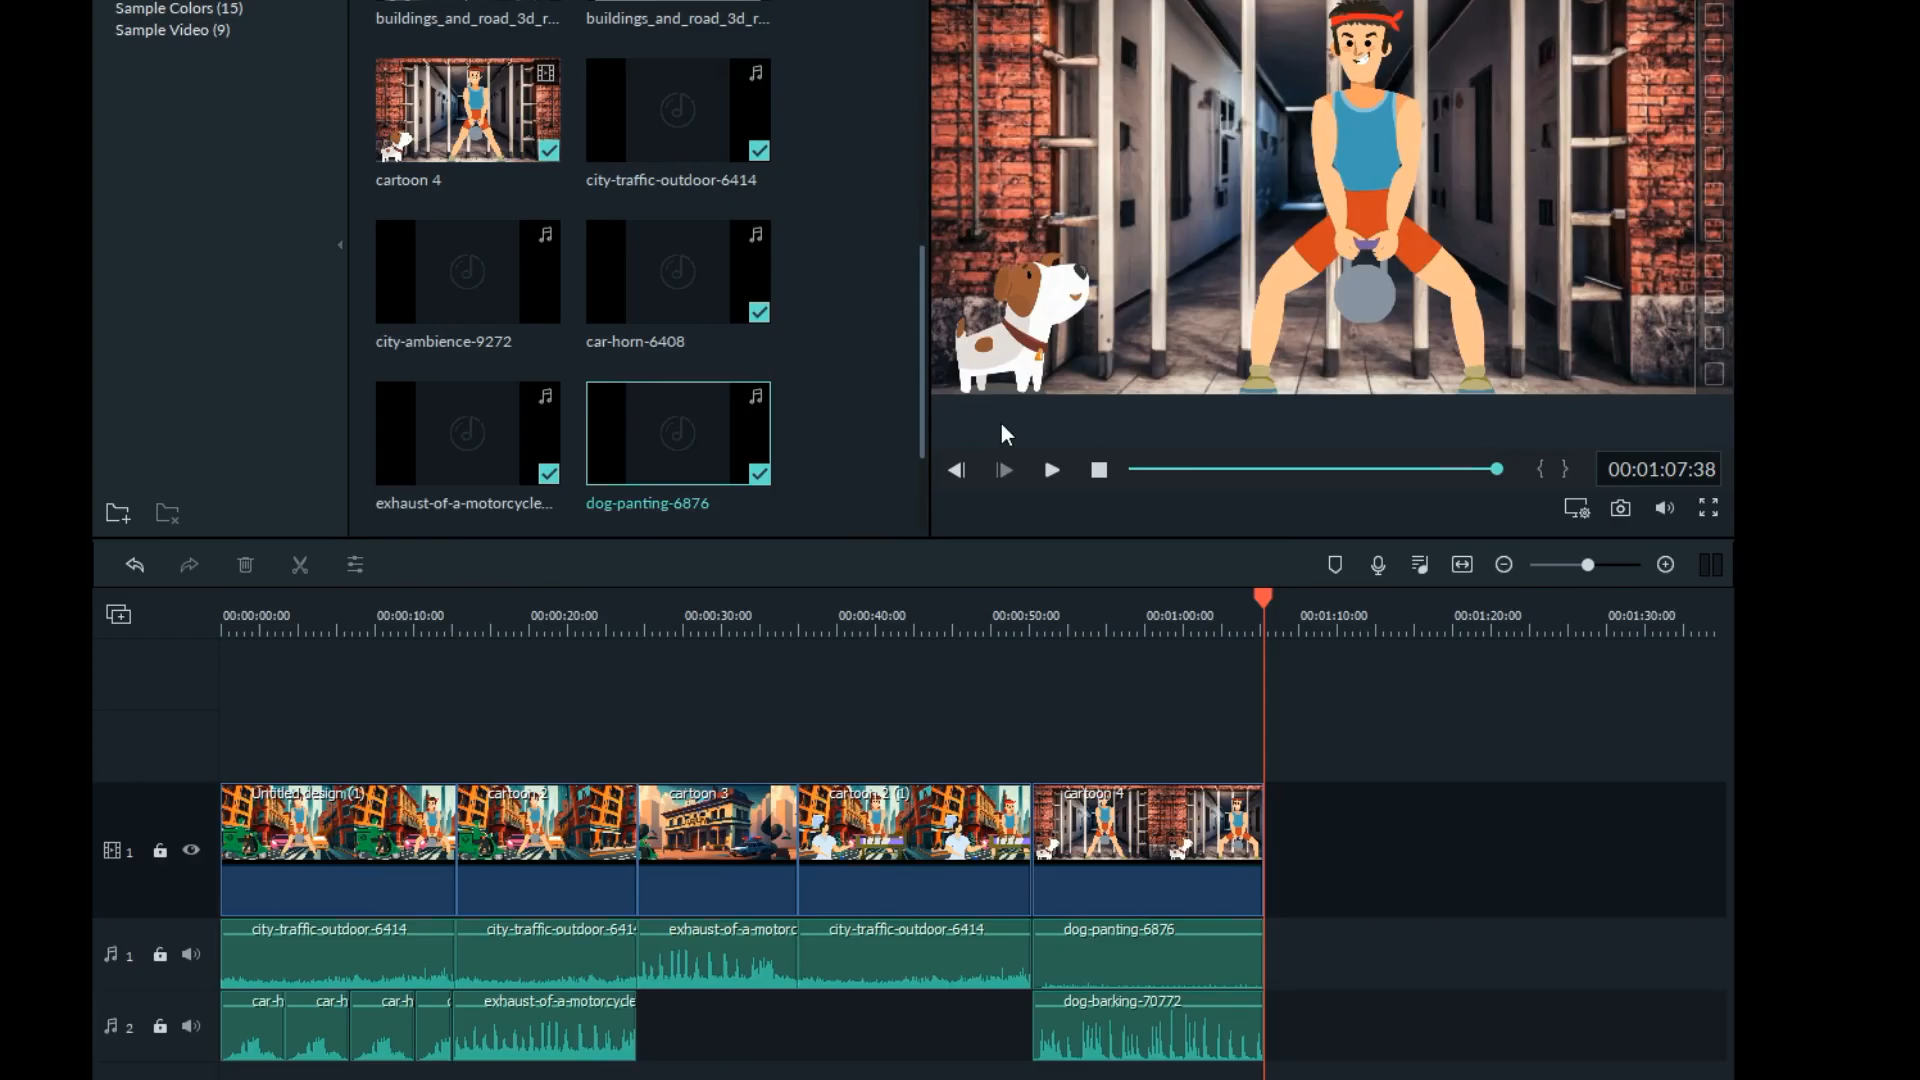 Sample Colors (15)
Sample Video (9)
buildings_and_road_3d_r...
buildings_and_road_3d_r...
cartoon 4
city-traffic-outdoor-6414
city-ambience-9272
car-horn-6408
exhaust-of-a-motorcycle...
dog-panting-6876
{ }
00:01:07:38
00:00:00:00
00:00:10:00
00:00:20:00
00:00:30:00
00:00:40:00
00:00:50:00
00:01:00:00
00:01:10:00
00:01:20:00
00:01:30:00
1
Untitled design (1)
cartoon 2
cartoon 3
cartoon 2 (1)
cartoon 4
1
city-traffic-outdoor-6414
city-traffic-outdoor-641
exhaust-of-a-motorc
city-traffic-outdoor-6414
dog-panting-6876
2
car-h
car-h
car-h
exhaust-of-a-motorcycle
dog-barking-70772